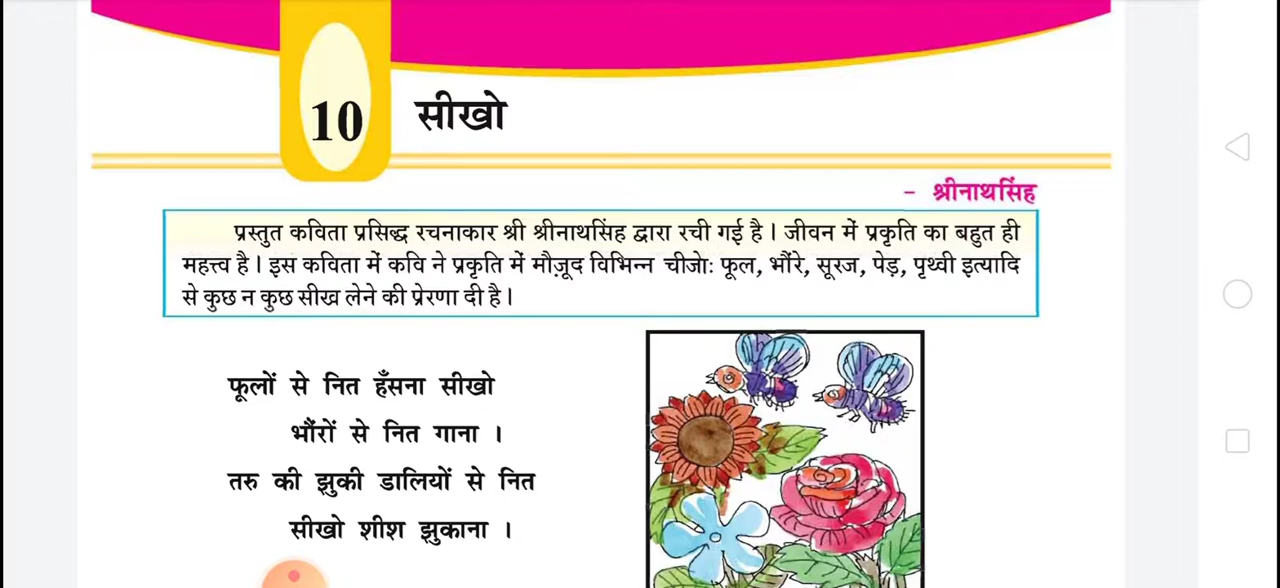 10
सीखो
– श्रीनाथसिंह
प्रस्तुत कविता प्रसिद्ध रचनाकार श्री श्रीनाथसिंह द्वारा रची गई है। जीवन में प्रकृति का बहुत ही
महत्त्व है। इस कविता में कवि ने प्रकृति में मौज़ूद विभिन्न चीजोः फूल, भौंरे, सूरज, पेड़, पृथ्वी इत्यादि
से कुछ न कुछ सीख लेने की प्रेरणा दी है।
फूलों से नित हँसना सीखो
भौंरों से नित गाना ।
तरु की झुकी डालियों से नित
सीखो शीश झुकाना ।